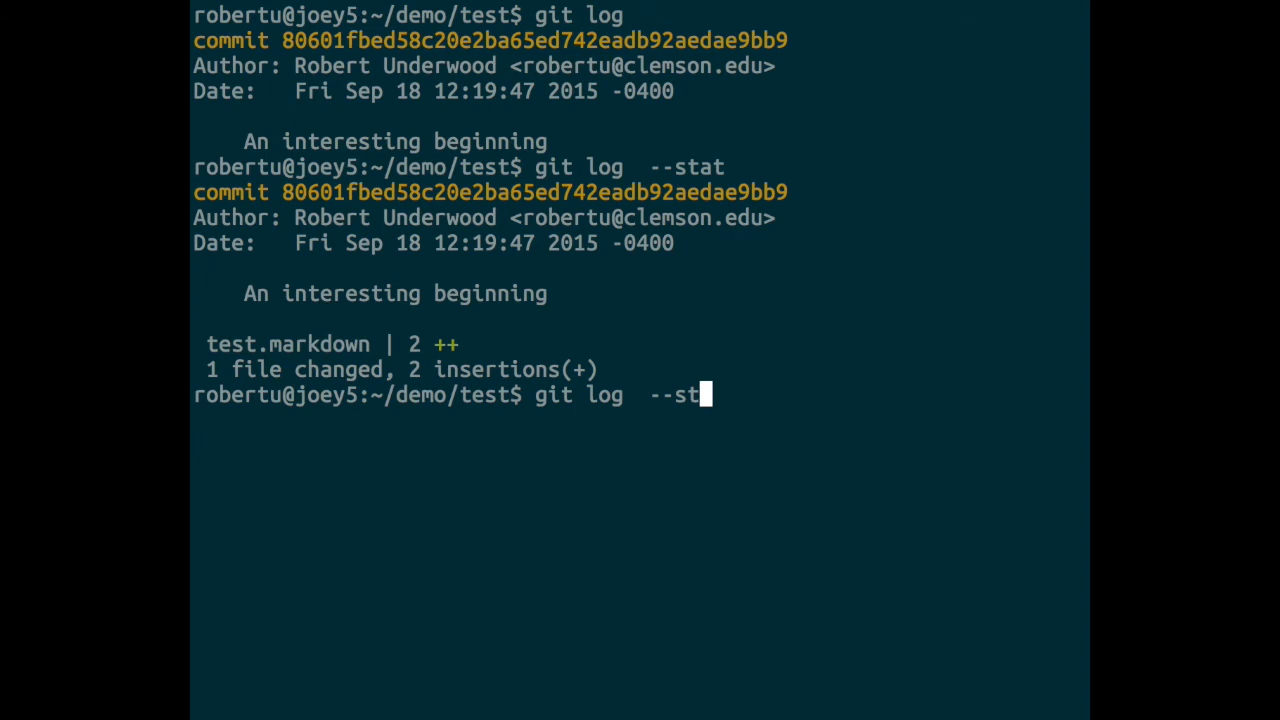 robertu@joey5:~/demo/test$ git log
commit 80601fbed58c20e2ba65ed742eadb92aedae9bb9
Author: Robert Underwood <robertu@clemson.edu>
Date:   Fri Sep 18 12:19:47 2015 -0400
    An interesting beginning
robertu@joey5:~/demo/test$ git log  --stat
commit 80601fbed58c20e2ba65ed742eadb92aedae9bb9
Author: Robert Underwood <robertu@clemson.edu>
Date:   Fri Sep 18 12:19:47 2015 -0400
    An interesting beginning
 test.markdown | 2 ++
 1 file changed, 2 insertions(+)
robertu@joey5:~/demo/test$ git log  --st